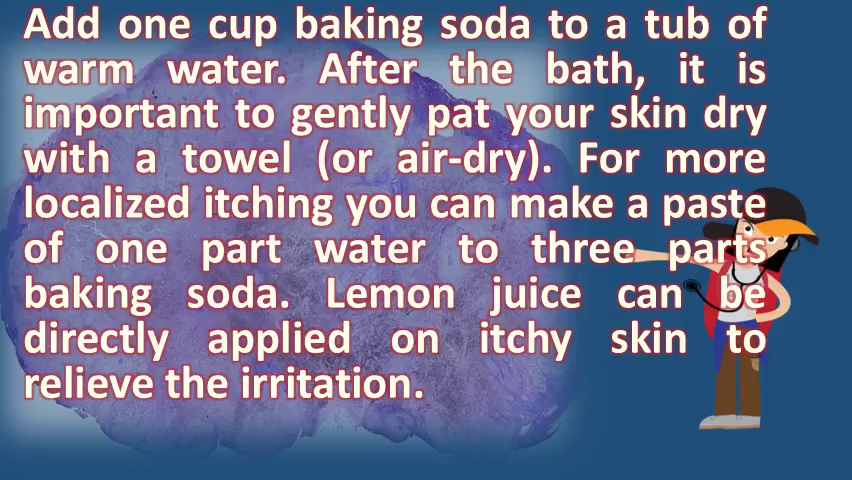 Add one cup baking soda to a tub of
warm water. After the bath, it is
important to gently pat your skin dry
with a towel (or air-dry). For more
localized itching you can make a paste
of one part water to three parts
baking soda. Lemon juice can be
directly applied on itchy skin to
relieve the irritation.